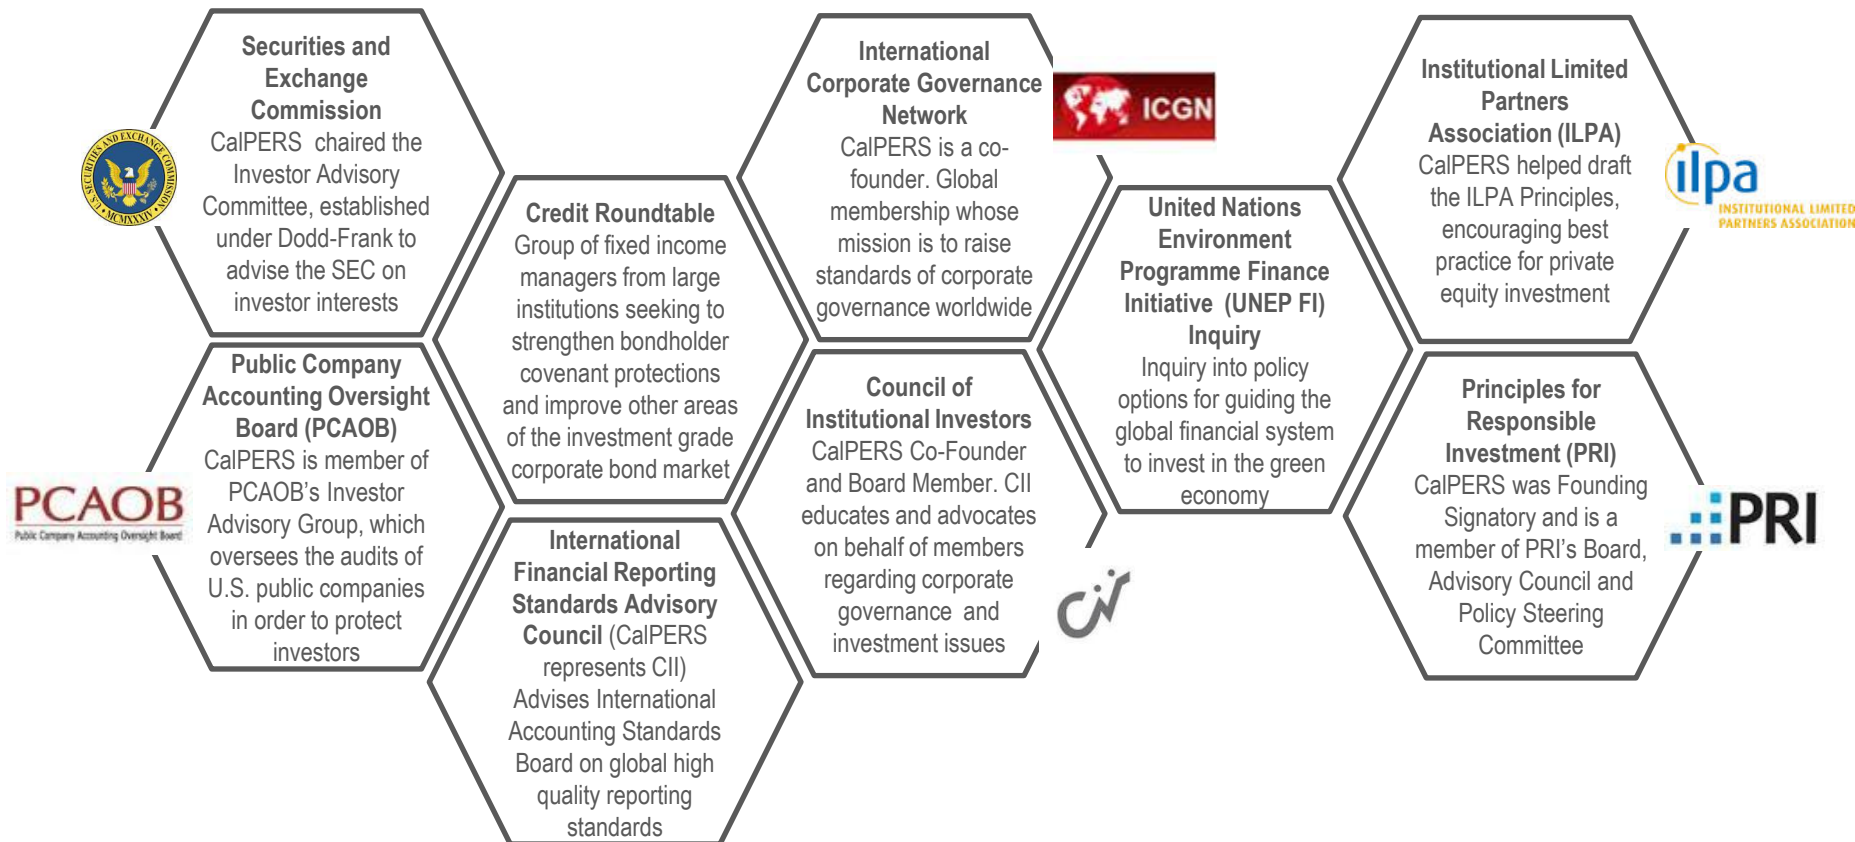 Securities and
Exchange
Commission
CalPERS chaired the
Investor Advisory
Committee, established
under Dodd-Frank to
advise the SEC on
investor interests
U.S. SECURITIES AND EXCHANGE COMMISSION
MCMXXXIV
Public Company
Accounting Oversight
Board (PCAOB)
CalPERS is member of
PCAOB's Investor
Advisory Group, which
oversees the audits of
U.S. public companies
in order to protect
investors
PCAOB
Public Company Accounting Oversight Board
Credit Roundtable
Group of fixed income
managers from large
institutions seeking to
strengthen bondholder
covenant protections
and improve other areas
of the investment grade
corporate bond market
International
Financial Reporting
Standards Advisory
Council (CalPERS
represents CII)
Advises International
Accounting Standards
Board on global high
quality reporting
standards
International
Corporate Governance
Network
CalPERS is a co-
founder. Global
membership whose
mission is to raise
standards of corporate
governance worldwide
ICGN
Council of
Institutional Investors
CalPERS Co-Founder
and Board Member. CII
educates and advocates
on behalf of members
regarding corporate
governance and
investment issues
CII
United Nations
Environment
Programme Finance
Initiative (UNEP FI)
Inquiry
Inquiry into policy
options for guiding the
global financial system
to invest in the green
economy
Institutional Limited
Partners
Association (ILPA)
CalPERS helped draft
the ILPA Principles,
encouraging best
practice for private
equity investment
ilpa
INSTITUTIONAL LIMITED
PARTNERS ASSOCIATION
Principles for
Responsible
Investment (PRI)
CalPERS was Founding
Signatory and is a
member of PRI's Board,
Advisory Council and
Policy Steering
Committee
PRI